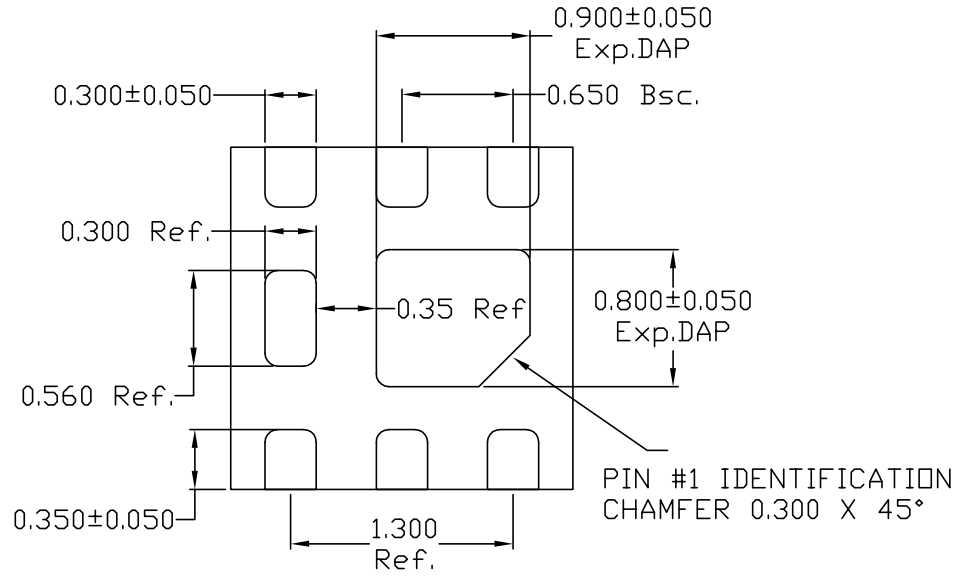 0.900±0.050
Exp.DAP
0.300±0.050
0.650 Bsc.
0.300 Ref.
0.35 Ref
0.800±0.050
Exp.DAP
0.560 Ref.
PIN #1 IDENTIFICATION
CHAMFER 0.300 X 45°
0.350±0.050
1.300
Ref.